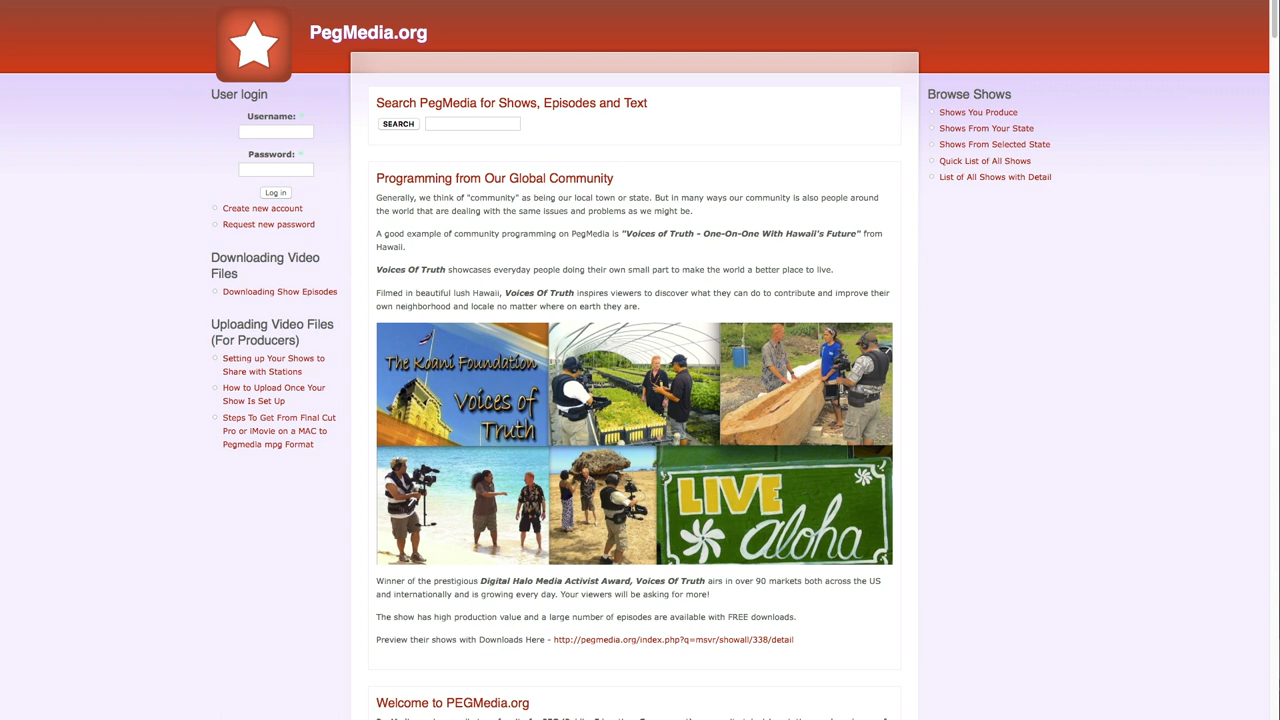 PegMedia.org
User login
Username: *
Password: *
Log in
Create new account
Request new password
Downloading Video
Files
Downloading Show Episodes
Uploading Video Files
(For Producers)
Setting up Your Shows to
Share with Stations
How to Upload Once Your
Show Is Set Up
Steps To Get From Final Cut
Pro or iMovie on a MAC to
Pegmedia mpg Format
Search PegMedia for Shows, Episodes and Text
SEARCH
Programming from Our Global Community
Generally, we think of "community" as being our local town or state. But in many ways our community is also people around
the world that are dealing with the same issues and problems as we might be.
A good example of community programming on PegMedia is "Voices of Truth - One-On-One With Hawaii's Future" from
Hawaii.
Voices Of Truth showcases everyday people doing their own small part to make the world a better place to live.
Filmed in beautiful lush Hawaii, Voices Of Truth inspires viewers to discover what they can do to contribute and improve their
own neighborhood and locale no matter where on earth they are.
The Koani Foundation
Voices of
Truth
LIVE
aloha
Winner of the prestigious Digital Halo Media Activist Award, Voices Of Truth airs in over 90 markets both across the US
and internationally and is growing every day. Your viewers will be asking for more!
The show has high production value and a large number of episodes are available with FREE downloads.
Preview their shows with Downloads Here - http://pegmedia.org/index.php?q=msvr/showall/338/detail
Welcome to PEGMedia.org
Browse Shows
Shows You Produce
Shows From Your State
Shows From Selected State
Quick List of All Shows
List of All Shows with Detail